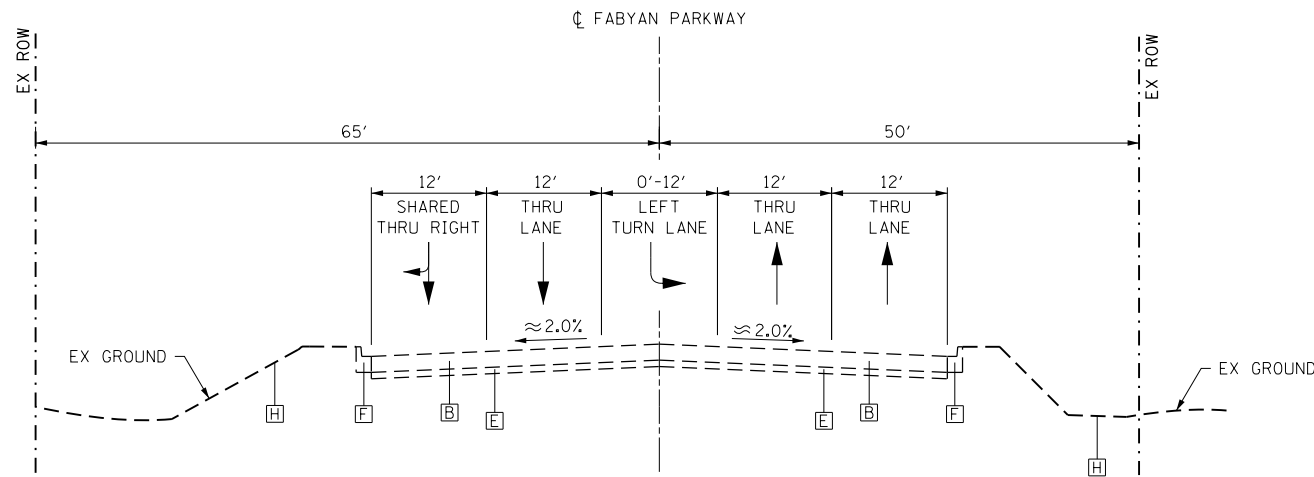 ℄ FABYAN PARKWAY
EX ROW
EX ROW
65'
50'
12'
12'
0'-12'
12'
12'
SHARED
THRU RIGHT
THRU
LANE
LEFT
TURN LANE
THRU
LANE
THRU
LANE
≈2.0%
≈2.0%
EX GROUND
EX GROUND
H
F
B
E
E
B
F
H